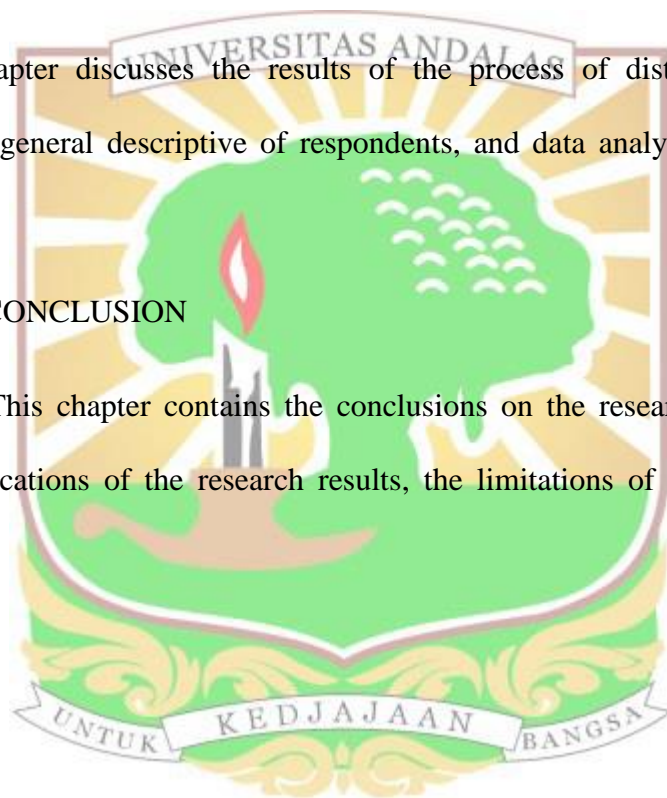 UNIVERSITAS ANDALAS
apter discusses the results of the process of dist
general descriptive of respondents, and data analy
CONCLUSION
This chapter contains the conclusions on the resear
cations of the research results, the limitations of
UNTUK KEDJAJAAN BANGSA